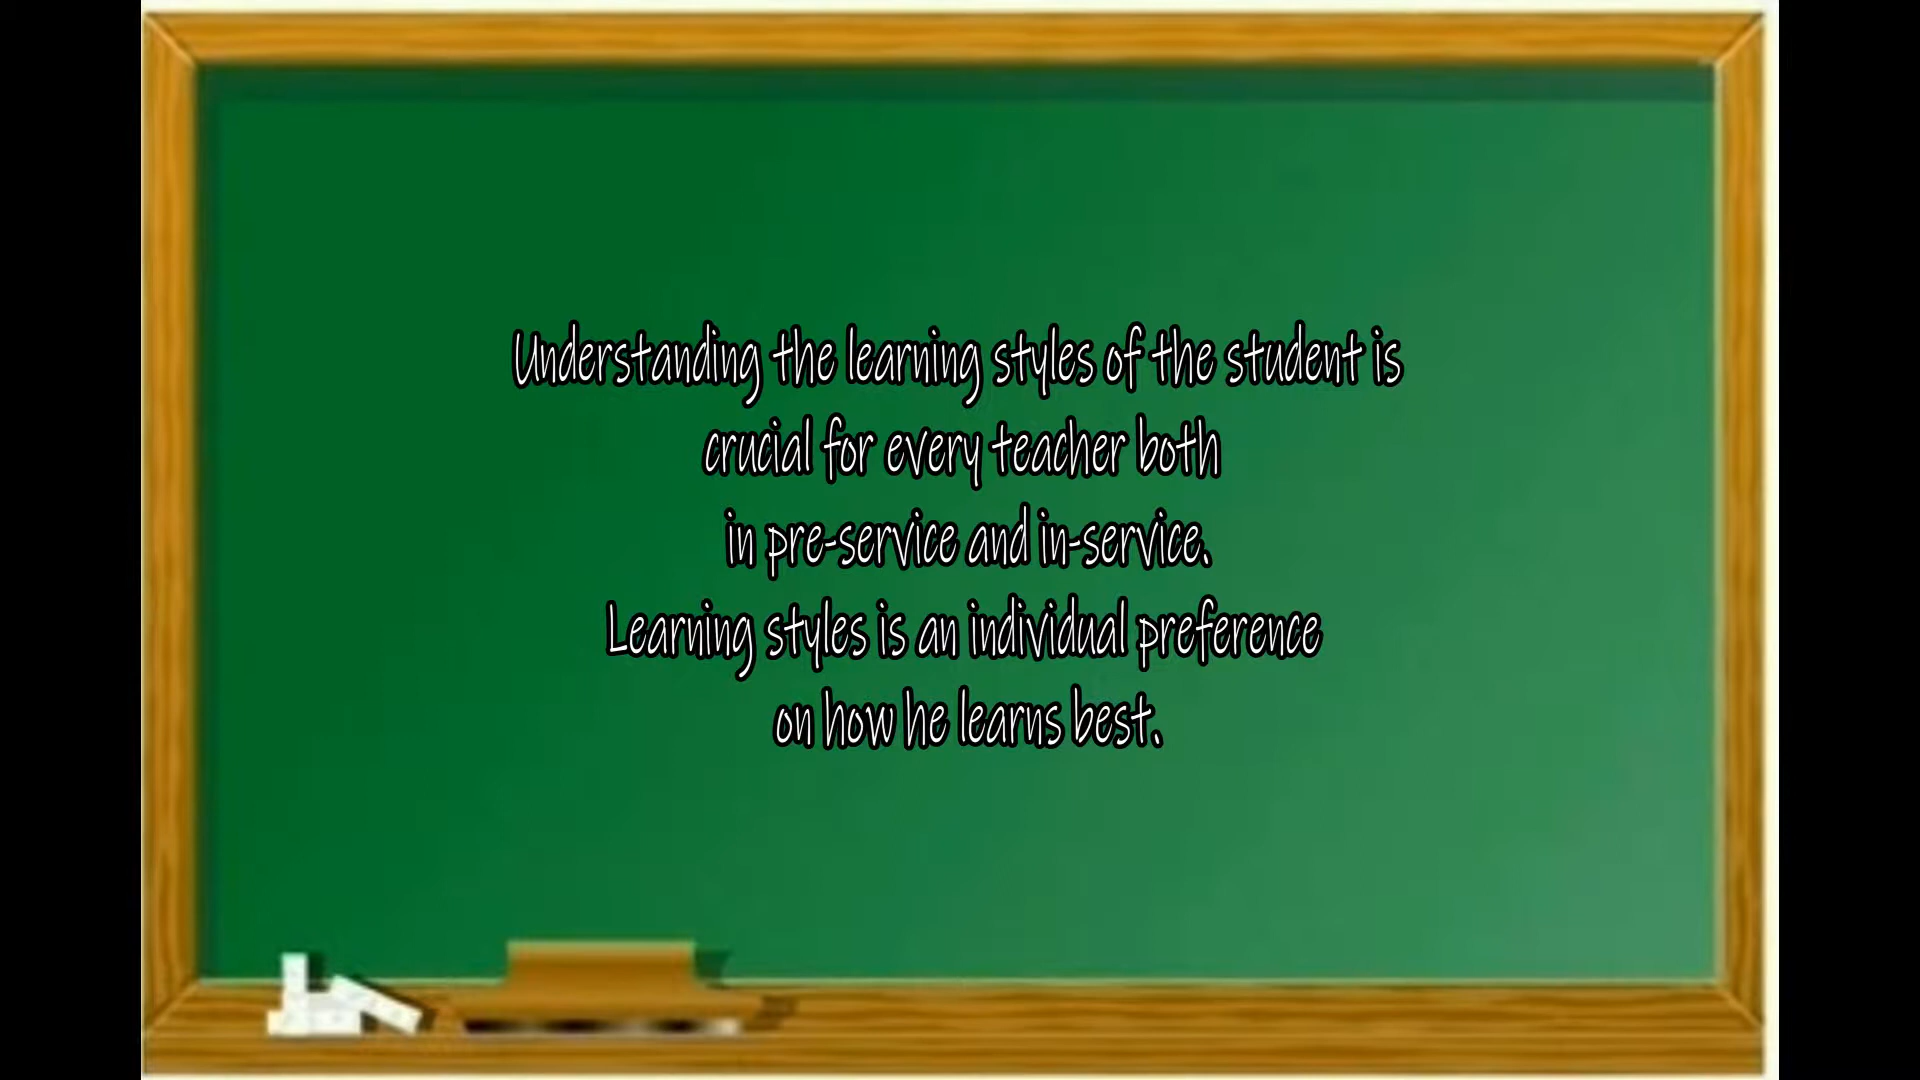 Understanding the learning styles of the student is
crucial for every teacher both
in pre-service and in-service.
Learning styles is an individual preference
on how he learns best.